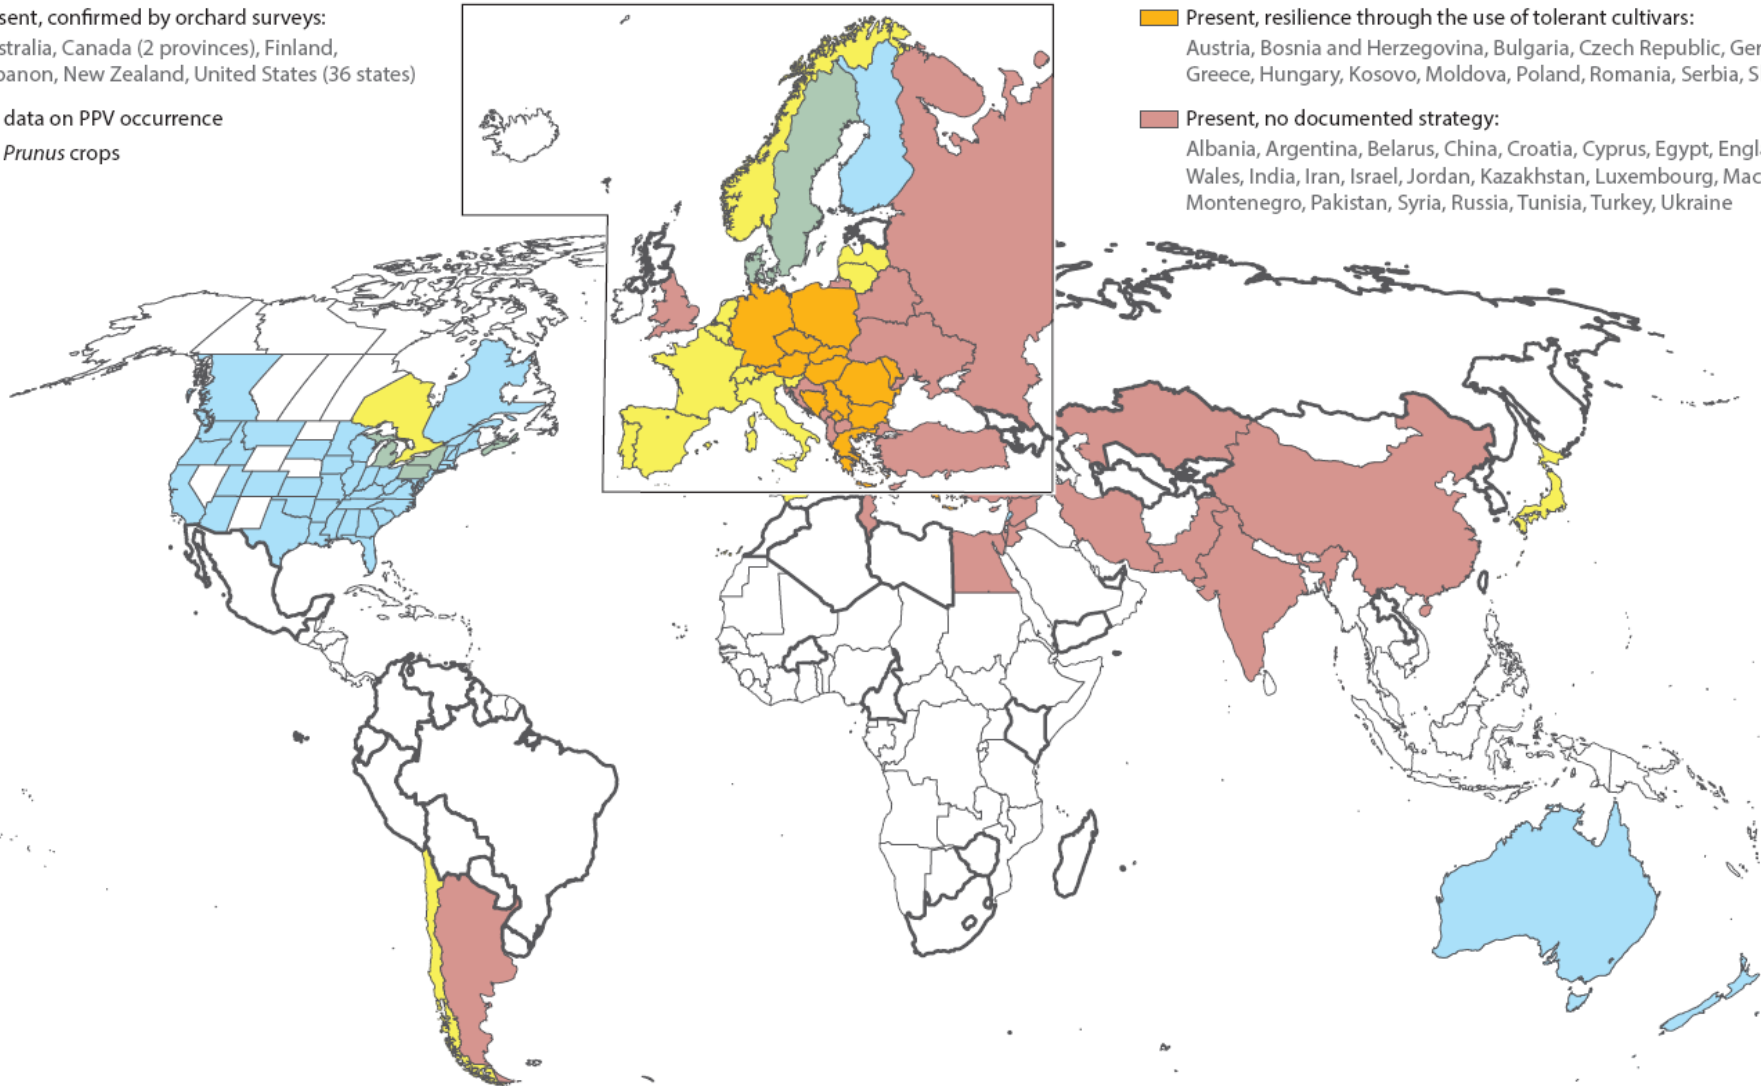 sent, confirmed by orchard surveys:
stralia, Canada (2 provinces), Finland,
banon, New Zealand, United States (36 states)
data on PPV occurrence
Prunus crops
Present, resilience through the use of tolerant cultivars:
Austria, Bosnia and Herzegovina, Bulgaria, Czech Republic, Ger
Greece, Hungary, Kosovo, Moldova, Poland, Romania, Serbia, S
Present, no documented strategy:
Albania, Argentina, Belarus, China, Croatia, Cyprus, Egypt, Engl
Wales, India, Iran, Israel, Jordan, Kazakhstan, Luxembourg, Mac
Montenegro, Pakistan, Syria, Russia, Tunisia, Turkey, Ukraine